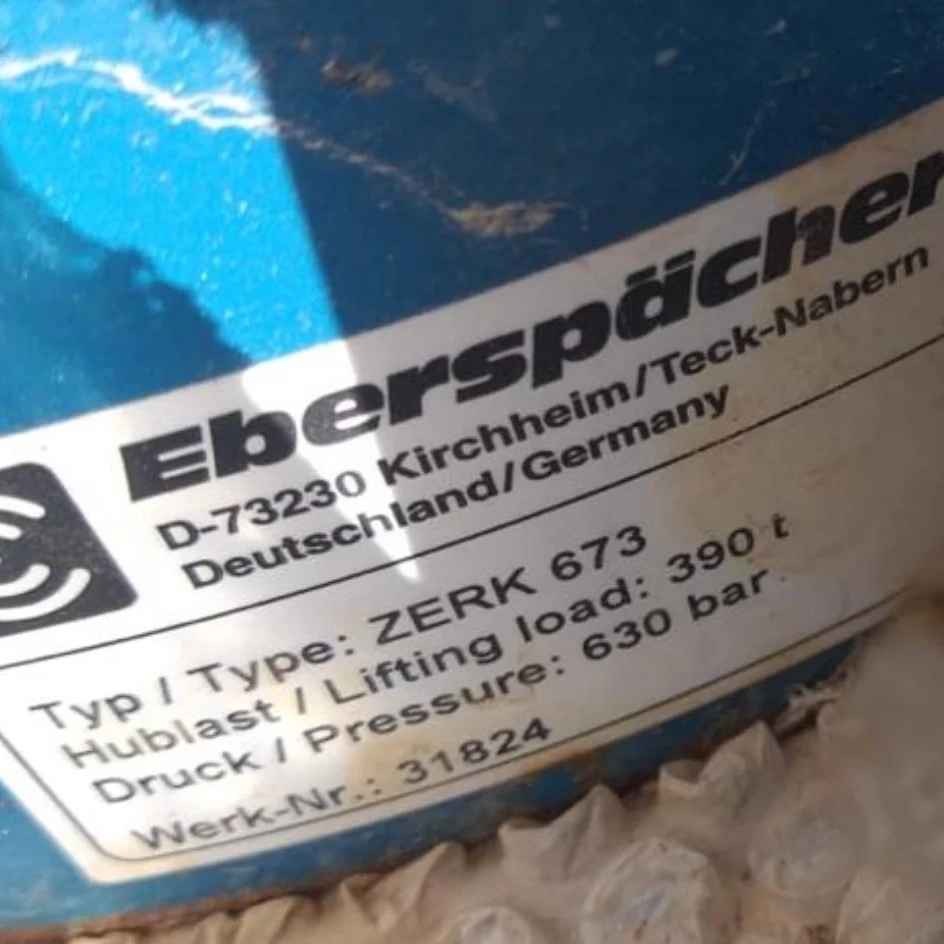 Eberspächer
D-73230 Kirchheim/Teck-Nabern
Deutschland/Germany
Typ / Type: ZERK 673
Hublast / Lifting load: 390 t
Druck / Pressure: 630 bar
Werk-Nr.: 31824